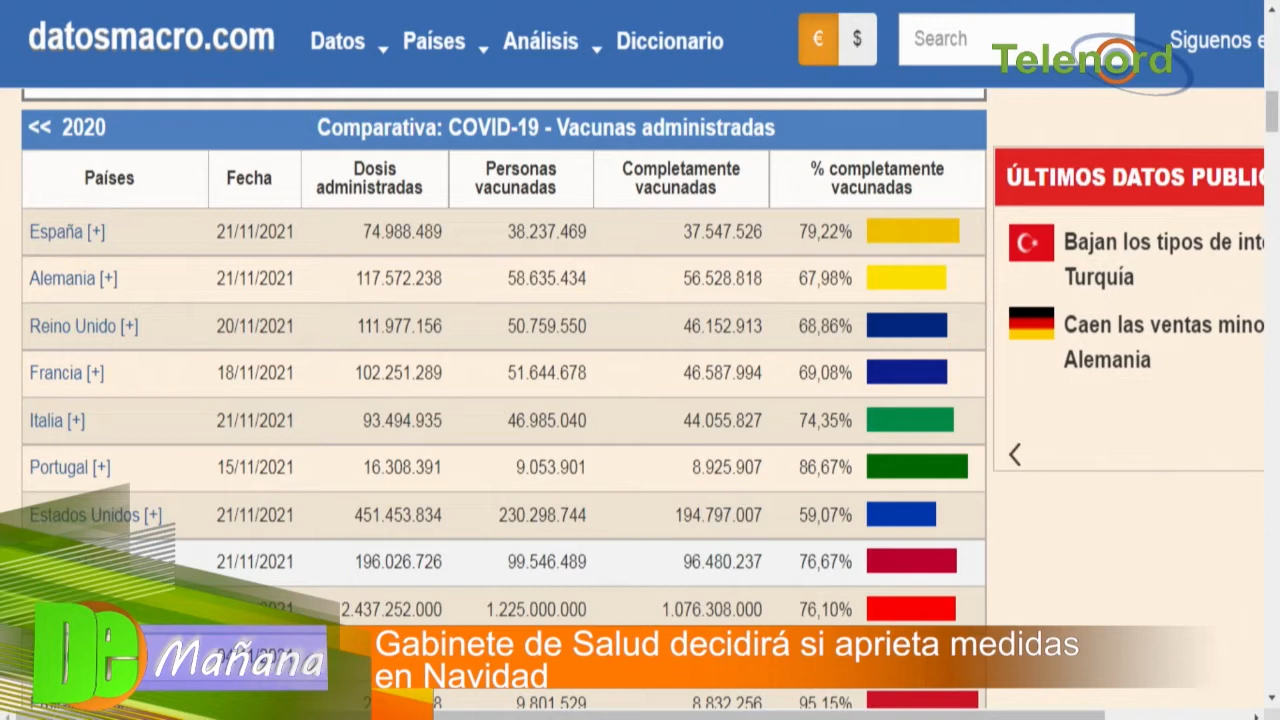 datosmacro.com
Datos Países Análisis Diccionario
€ $
Search
Siguenos e
Telenord
<< 2020 Comparativa: COVID-19 - Vacunas administradas
Países Fecha Dosis administradas Personas vacunadas Completamente vacunadas % completamente vacunadas
España [+] 21/11/2021 74.988.489 38.237.469 37.547.526 79,22%
Alemania [+] 21/11/2021 117.572.238 58.635.434 56.528.818 67,98%
Reino Unido [+] 20/11/2021 111.977.156 50.759.550 46.152.913 68,86%
Francia [+] 18/11/2021 102.251.289 51.644.678 46.587.994 69,08%
Italia [+] 21/11/2021 93.494.935 46.985.040 44.055.827 74,35%
Portugal [+] 15/11/2021 16.308.391 9.053.901 8.925.907 86,67%
Estados Unidos [+] 21/11/2021 451.453.834 230.298.744 194.797.007 59,07%
21/11/2021 196.026.726 99.546.489 96.480.237 76,67%
2.437.252.000 1.225.000.000 1.076.308.000 76,10%
9.801.529 8.832.256 95,15%
ÚLTIMOS DATOS PUBLIC
Bajan los tipos de inte
Turquía
Caen las ventas mino
Alemania
De Mañana
Gabinete de Salud decidirá si aprieta medidas
en Navidad